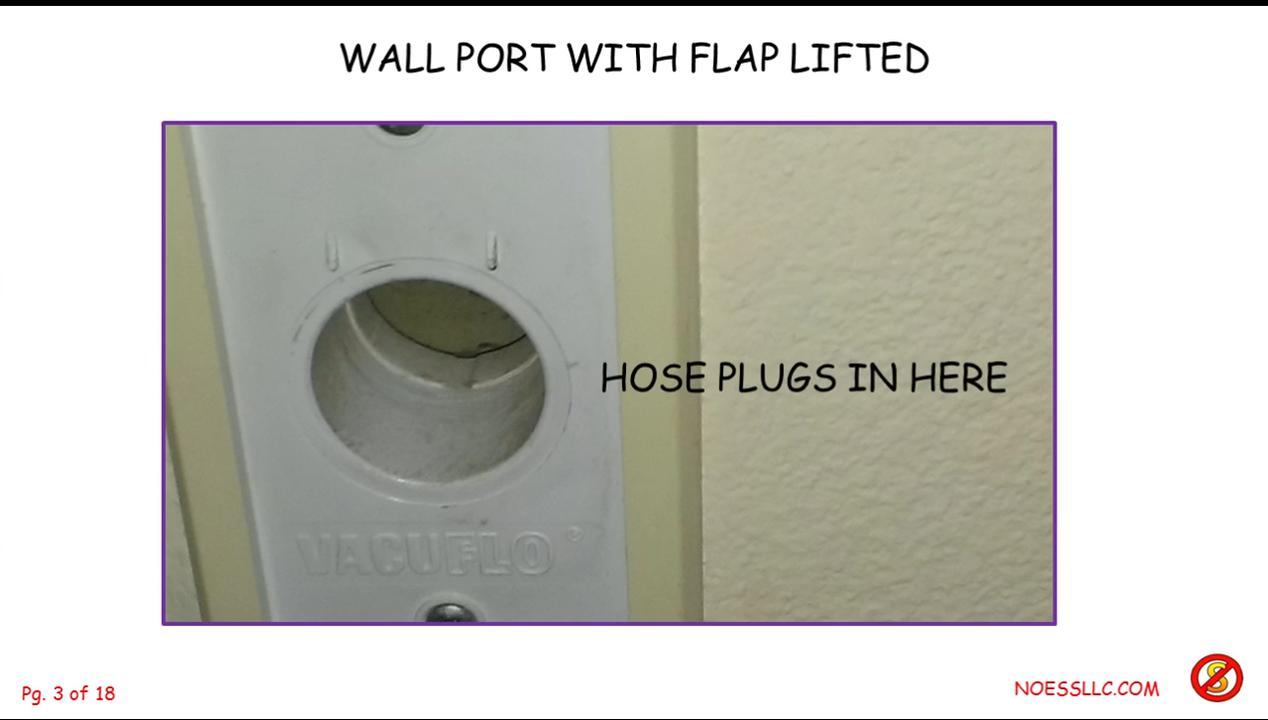 WALL PORT WITH FLAP LIFTED
HOSE PLUGS IN HERE
VACUFLO®
Pg. 3 of 18
NOESSLLC.COM
S